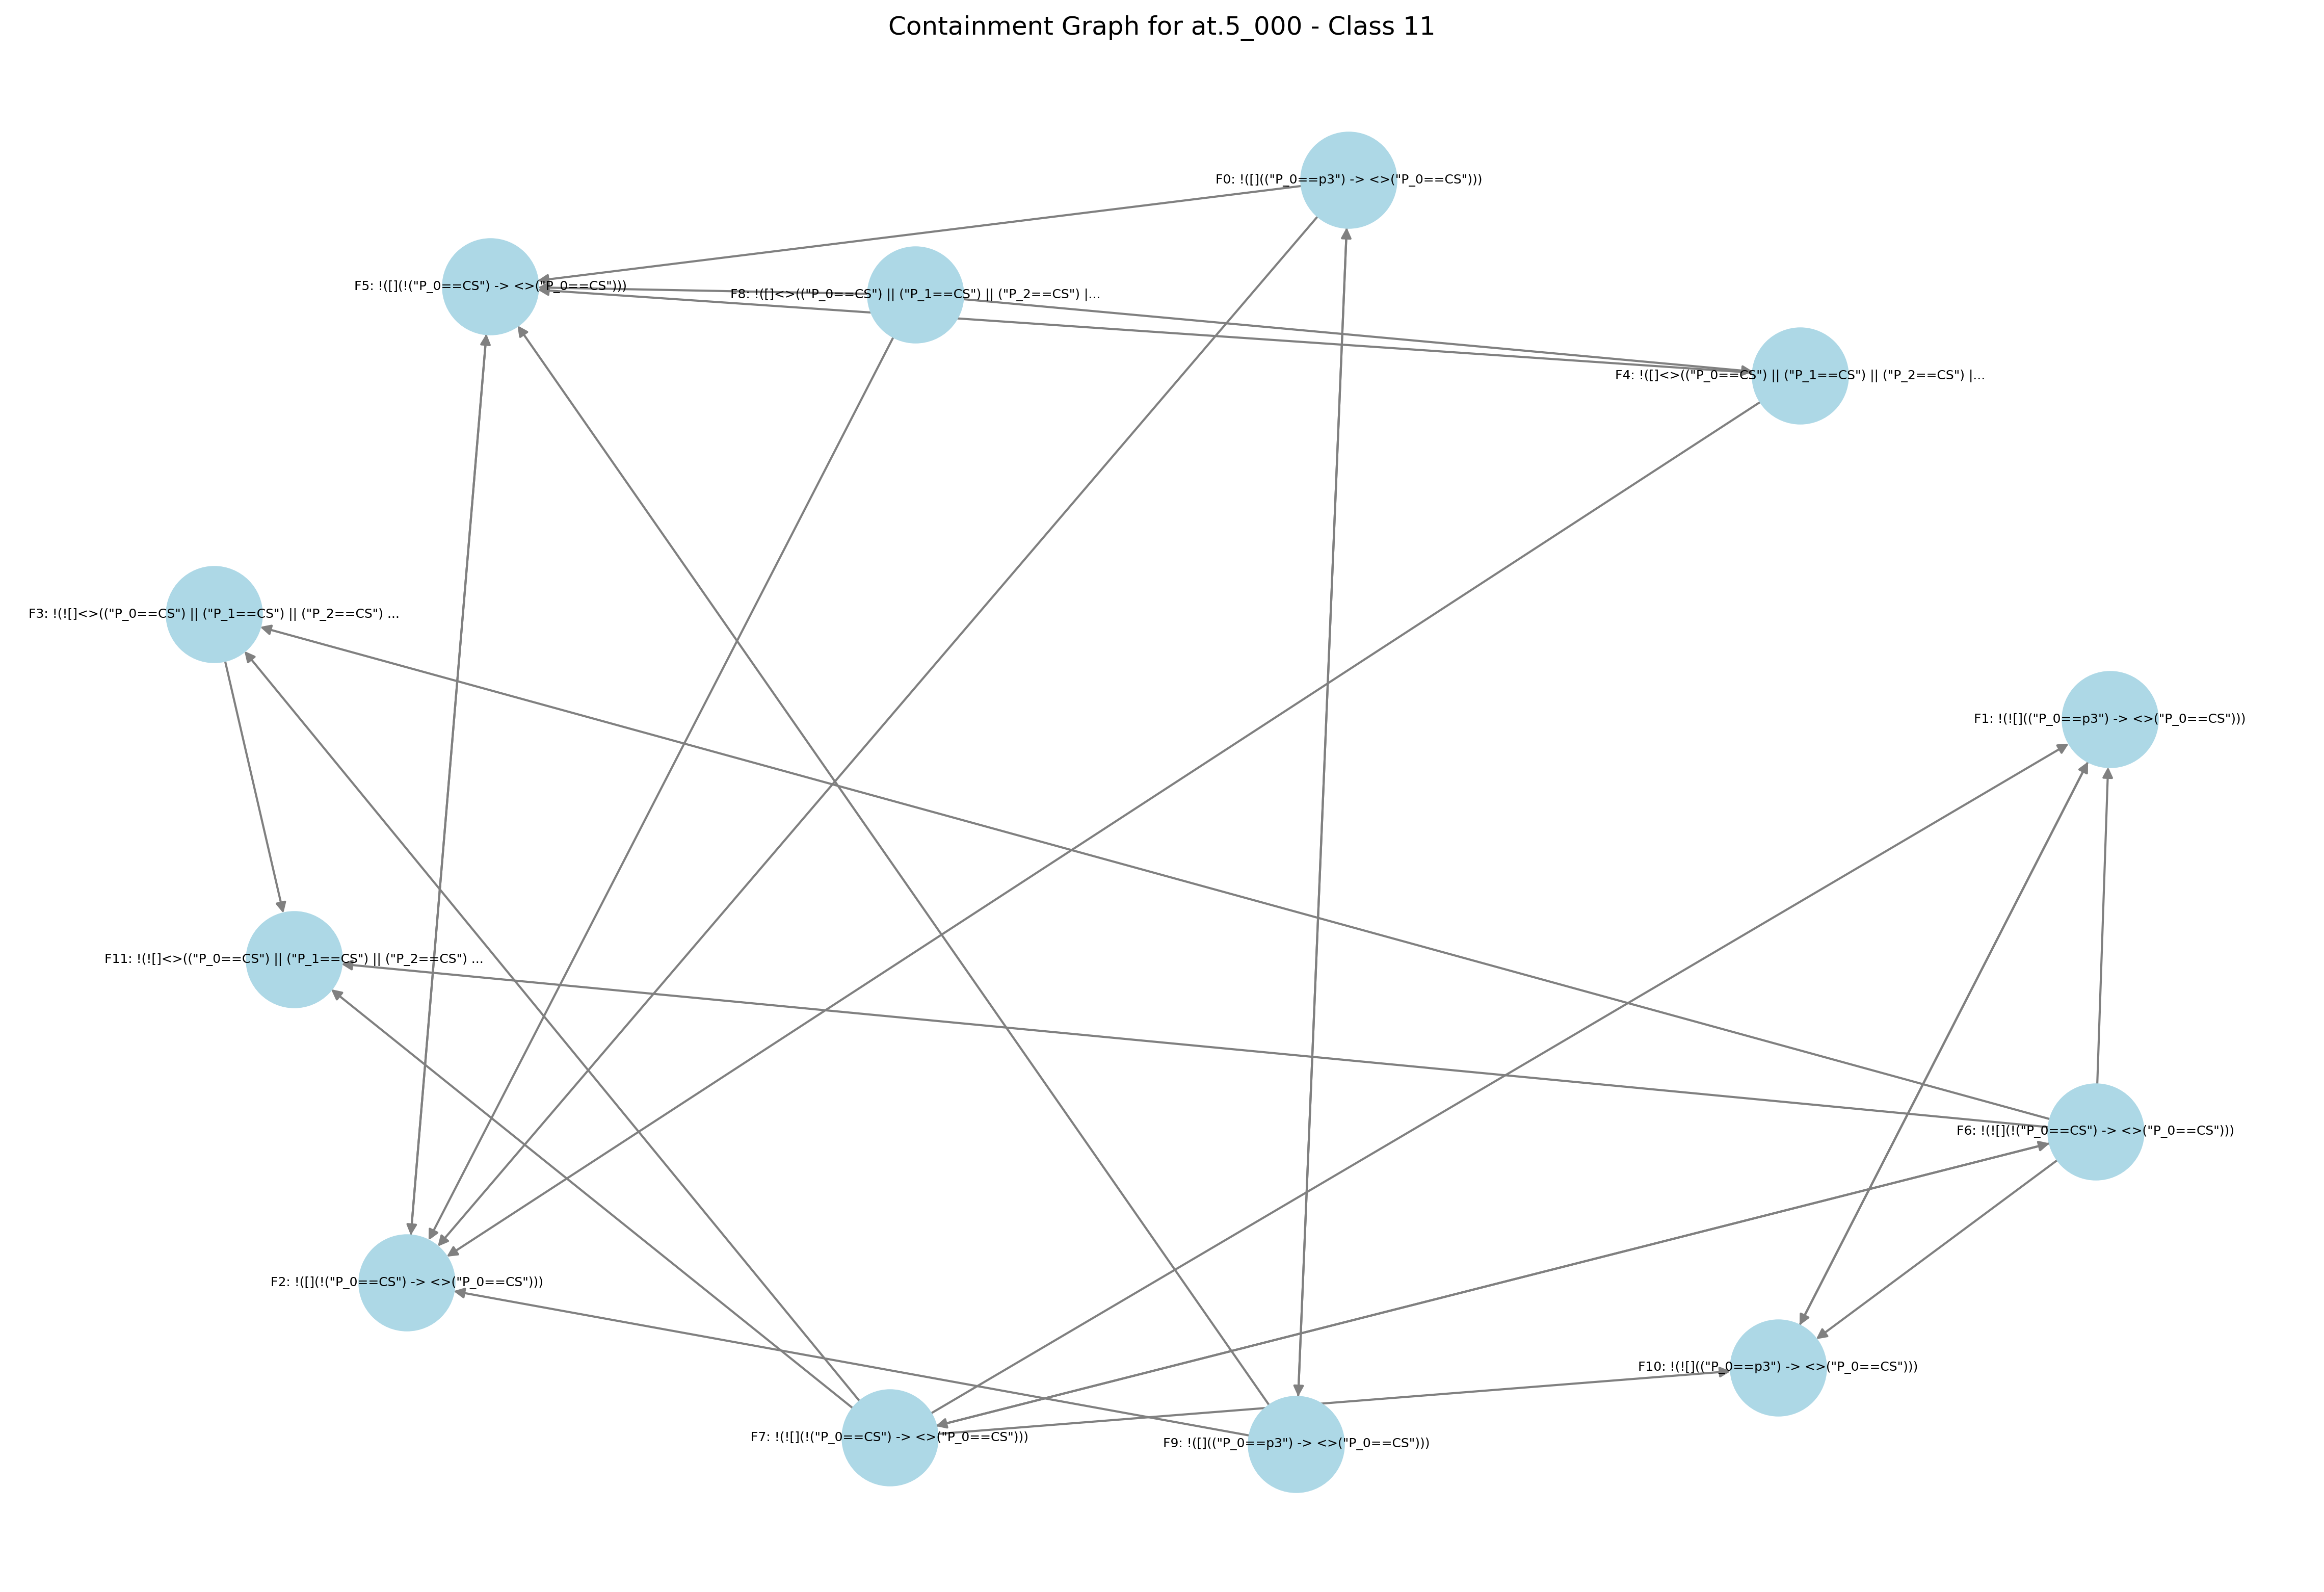 Containment Graph for at.5_000 - Class 11
F0: !([](("P_0==p3") -> <>("P_0==CS")))
F5: !([](!("P_0==CS") -> <>("P_0==CS")))
F8: !([]<>(("P_0==CS") || ("P_1==CS") || ("P_2==CS") |...
F4: !([]<>(("P_0==CS") || ("P_1==CS") || ("P_2==CS") |...
F3: !(![]<>(("P_0==CS") || ("P_1==CS") || ("P_2==CS") ...
F1: !(![](("P_0==p3") -> <>("P_0==CS")))
F11: !(![]<>(("P_0==CS") || ("P_1==CS") || ("P_2==CS") ...
F6: !(![](!("P_0==CS") -> <>("P_0==CS")))
F2: !([](!("P_0==CS") -> <>("P_0==CS")))
F10: !(![](("P_0==p3") -> <>("P_0==CS")))
F7: !(![](!("P_0==CS") -> <>("P_0==CS")))
F9: !([](("P_0==p3") -> <>("P_0==CS")))